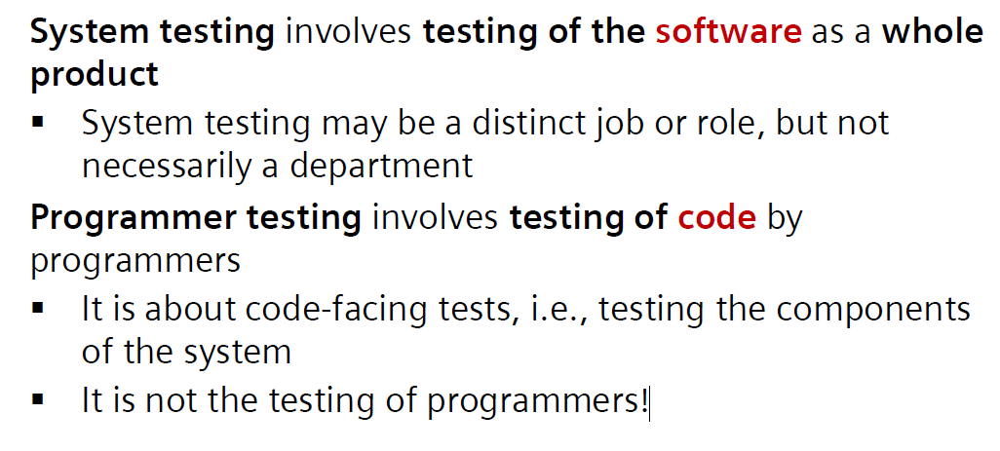 System testing involves testing of the software as a whole
product
▪ System testing may be a distinct job or role, but not
necessarily a department
Programmer testing involves testing of code by
programmers
▪ It is about code-facing tests, i.e., testing the components
of the system
▪ It is not the testing of programmers!